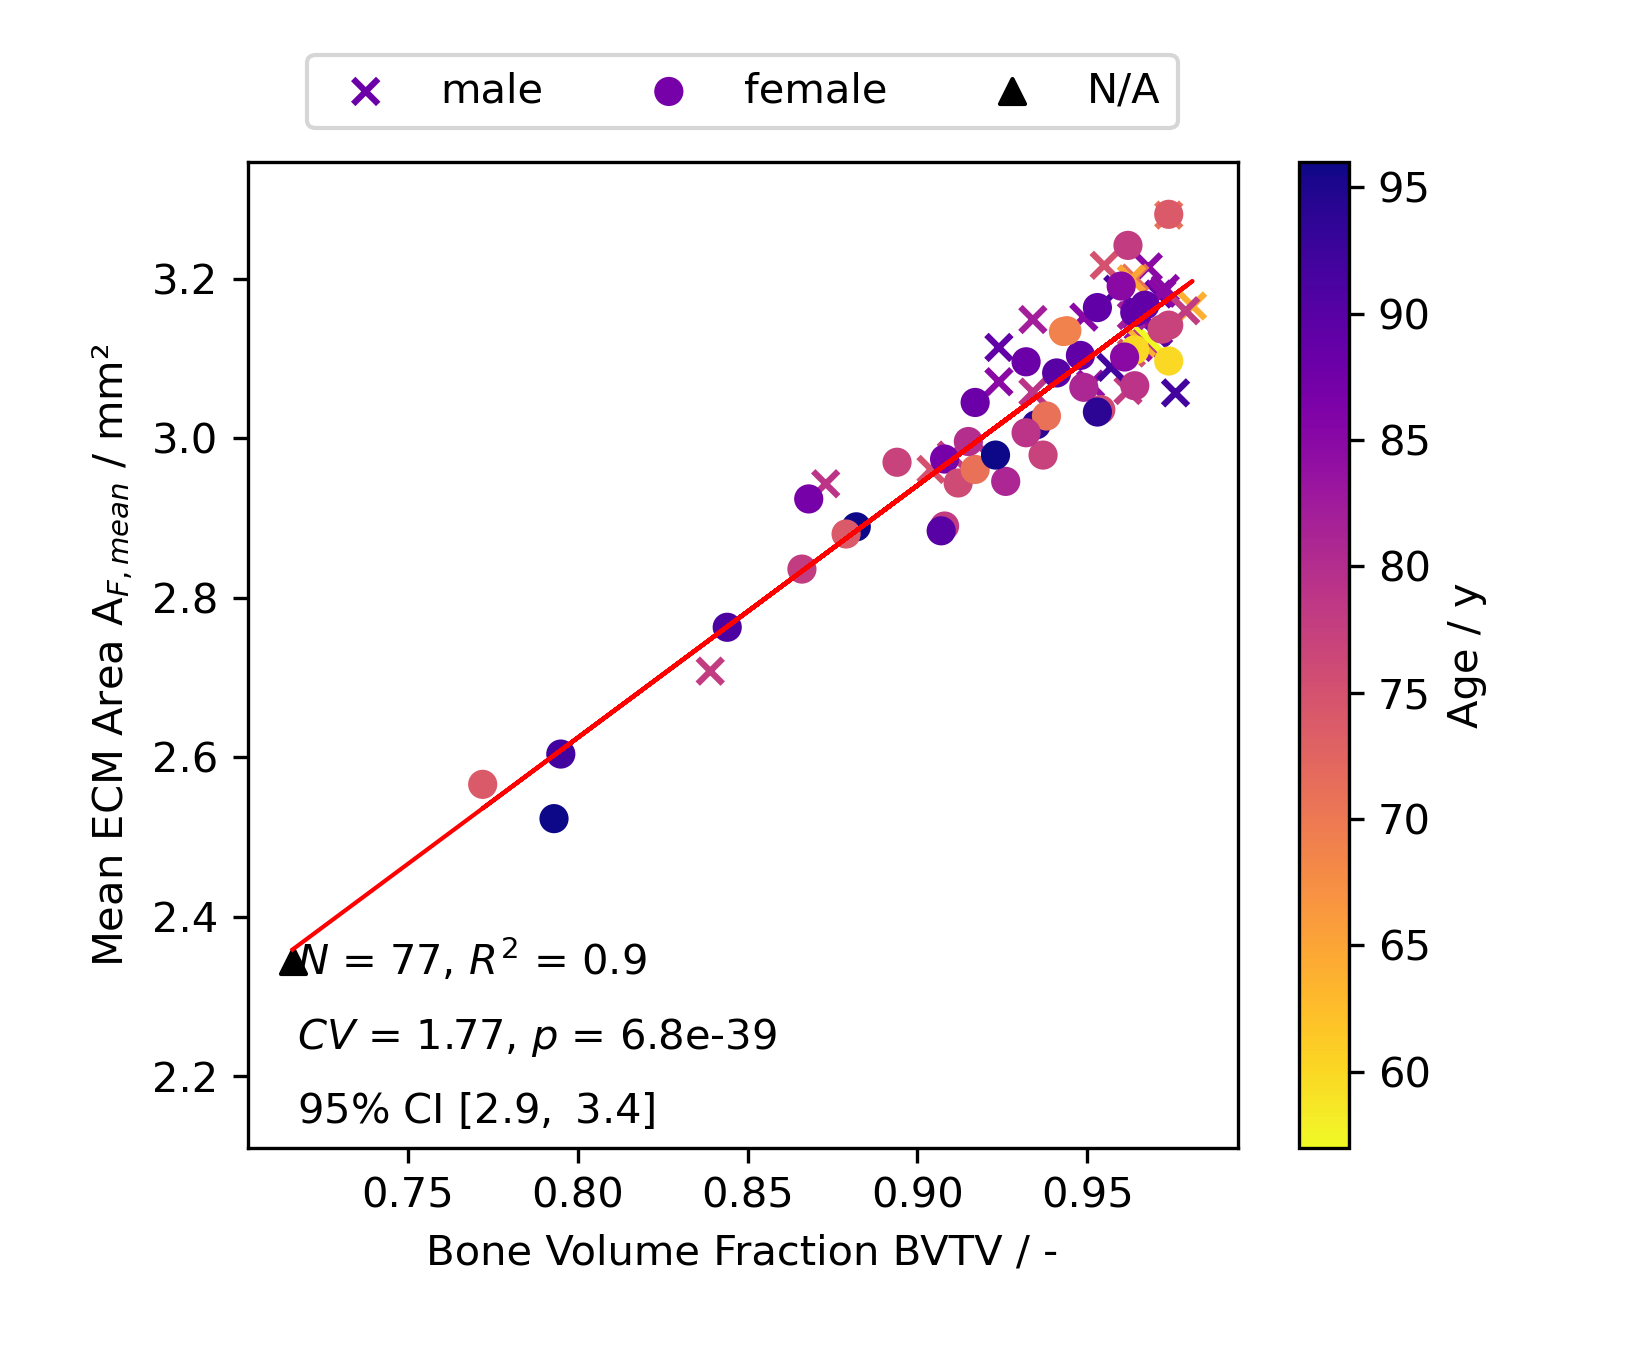 male female N/A
3.2
3.0
2.8
2.6
2.4
2.2
Mean ECM Area A_{F, mean} / mm²
N = 77, R² = 0.9
CV = 1.77, p = 6.8e-39
95% CI [2.9, 3.4]
0.75 0.80 0.85 0.90 0.95
Bone Volume Fraction BVTV / -
95
90
85
80
75
70
65
60
Age / y